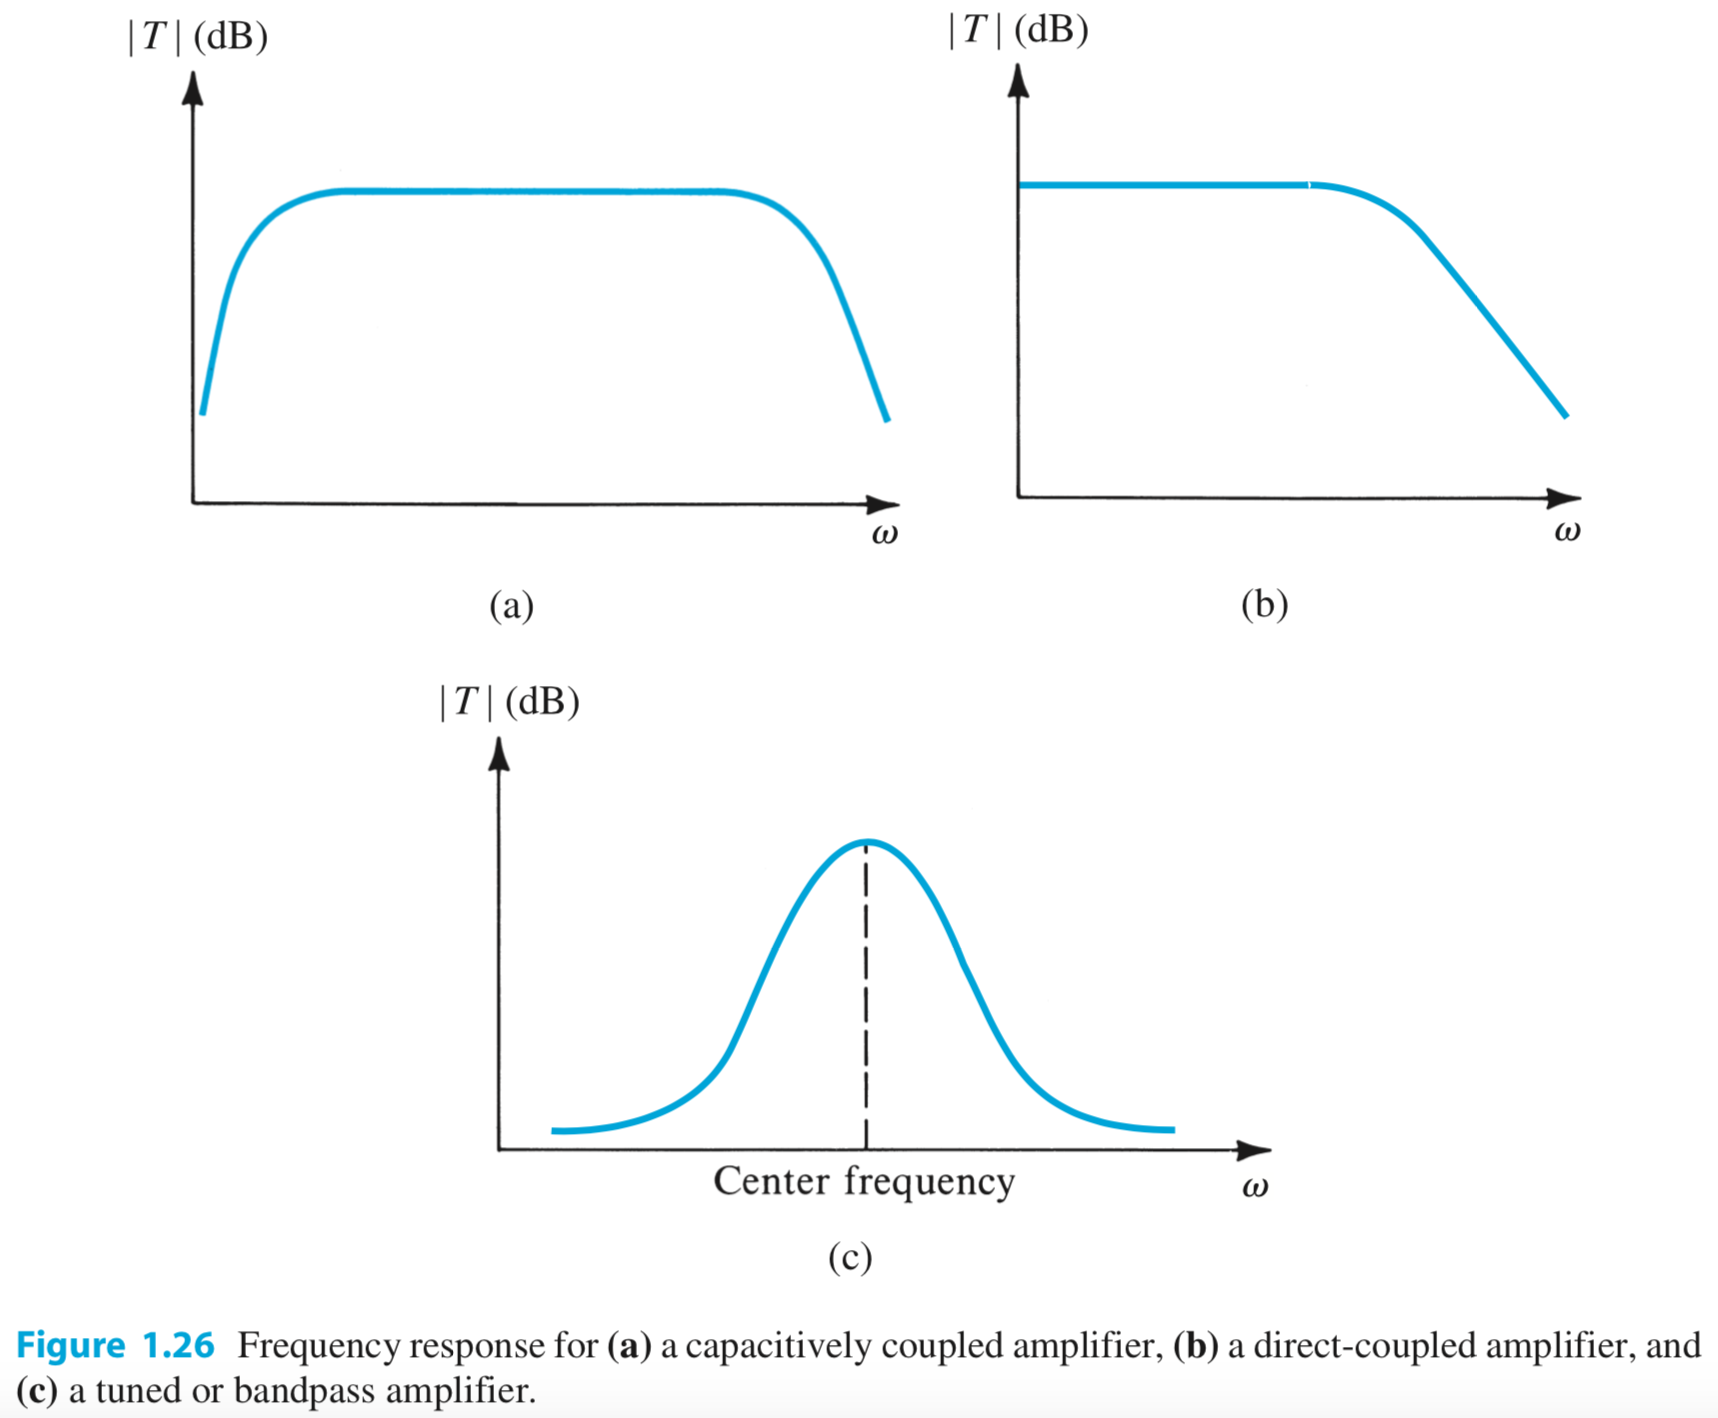 |T| (dB)
|T| (dB)
ω
ω
(a)
(b)
|T| (dB)
Center frequency
ω
(c)
Figure 1.26 Frequency response for (a) a capacitively coupled amplifier, (b) a direct-coupled amplifier, and
(c) a tuned or bandpass amplifier.